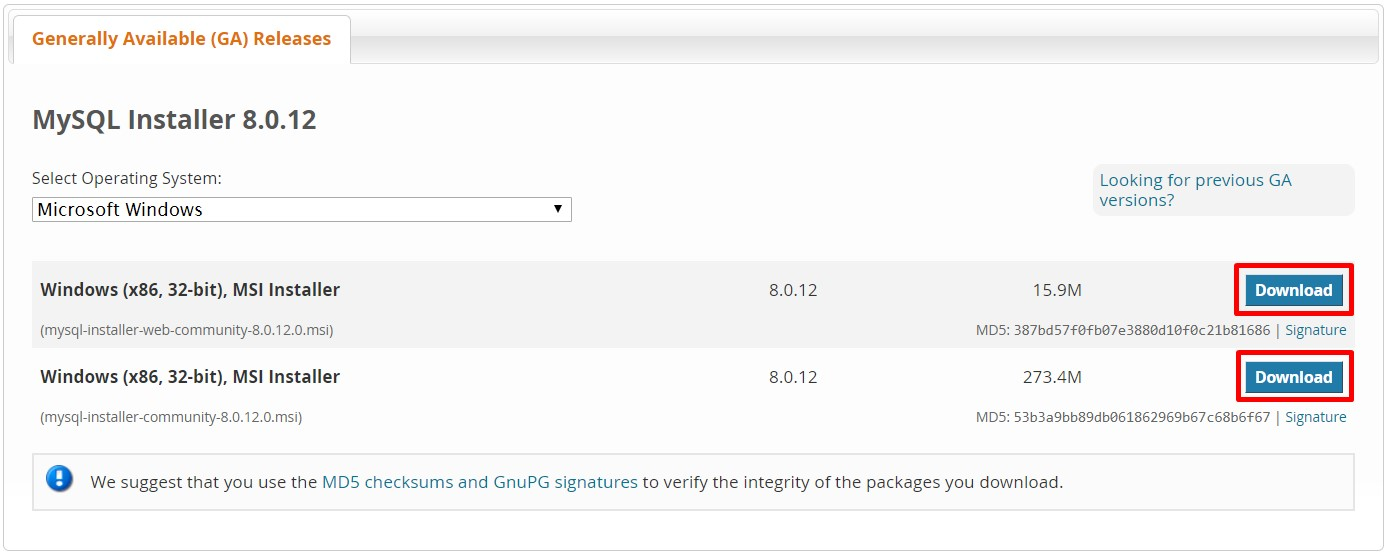 Generally Available (GA) Releases
MySQL Installer 8.0.12
Select Operating System:
Microsoft Windows
Looking for previous GA
versions?
Windows (x86, 32-bit), MSI Installer 8.0.12 15.9M Download
(mysql-installer-web-community-8.0.12.0.msi) MD5: 387bd57f0fb07e3880d10f0c21b81686 | Signature
Windows (x86, 32-bit), MSI Installer 8.0.12 273.4M Download
(mysql-installer-community-8.0.12.0.msi) MD5: 53b3a9bb89db061862969b67c68b6f67 | Signature
We suggest that you use the MD5 checksums and GnuPG signatures to verify the integrity of the packages you download.